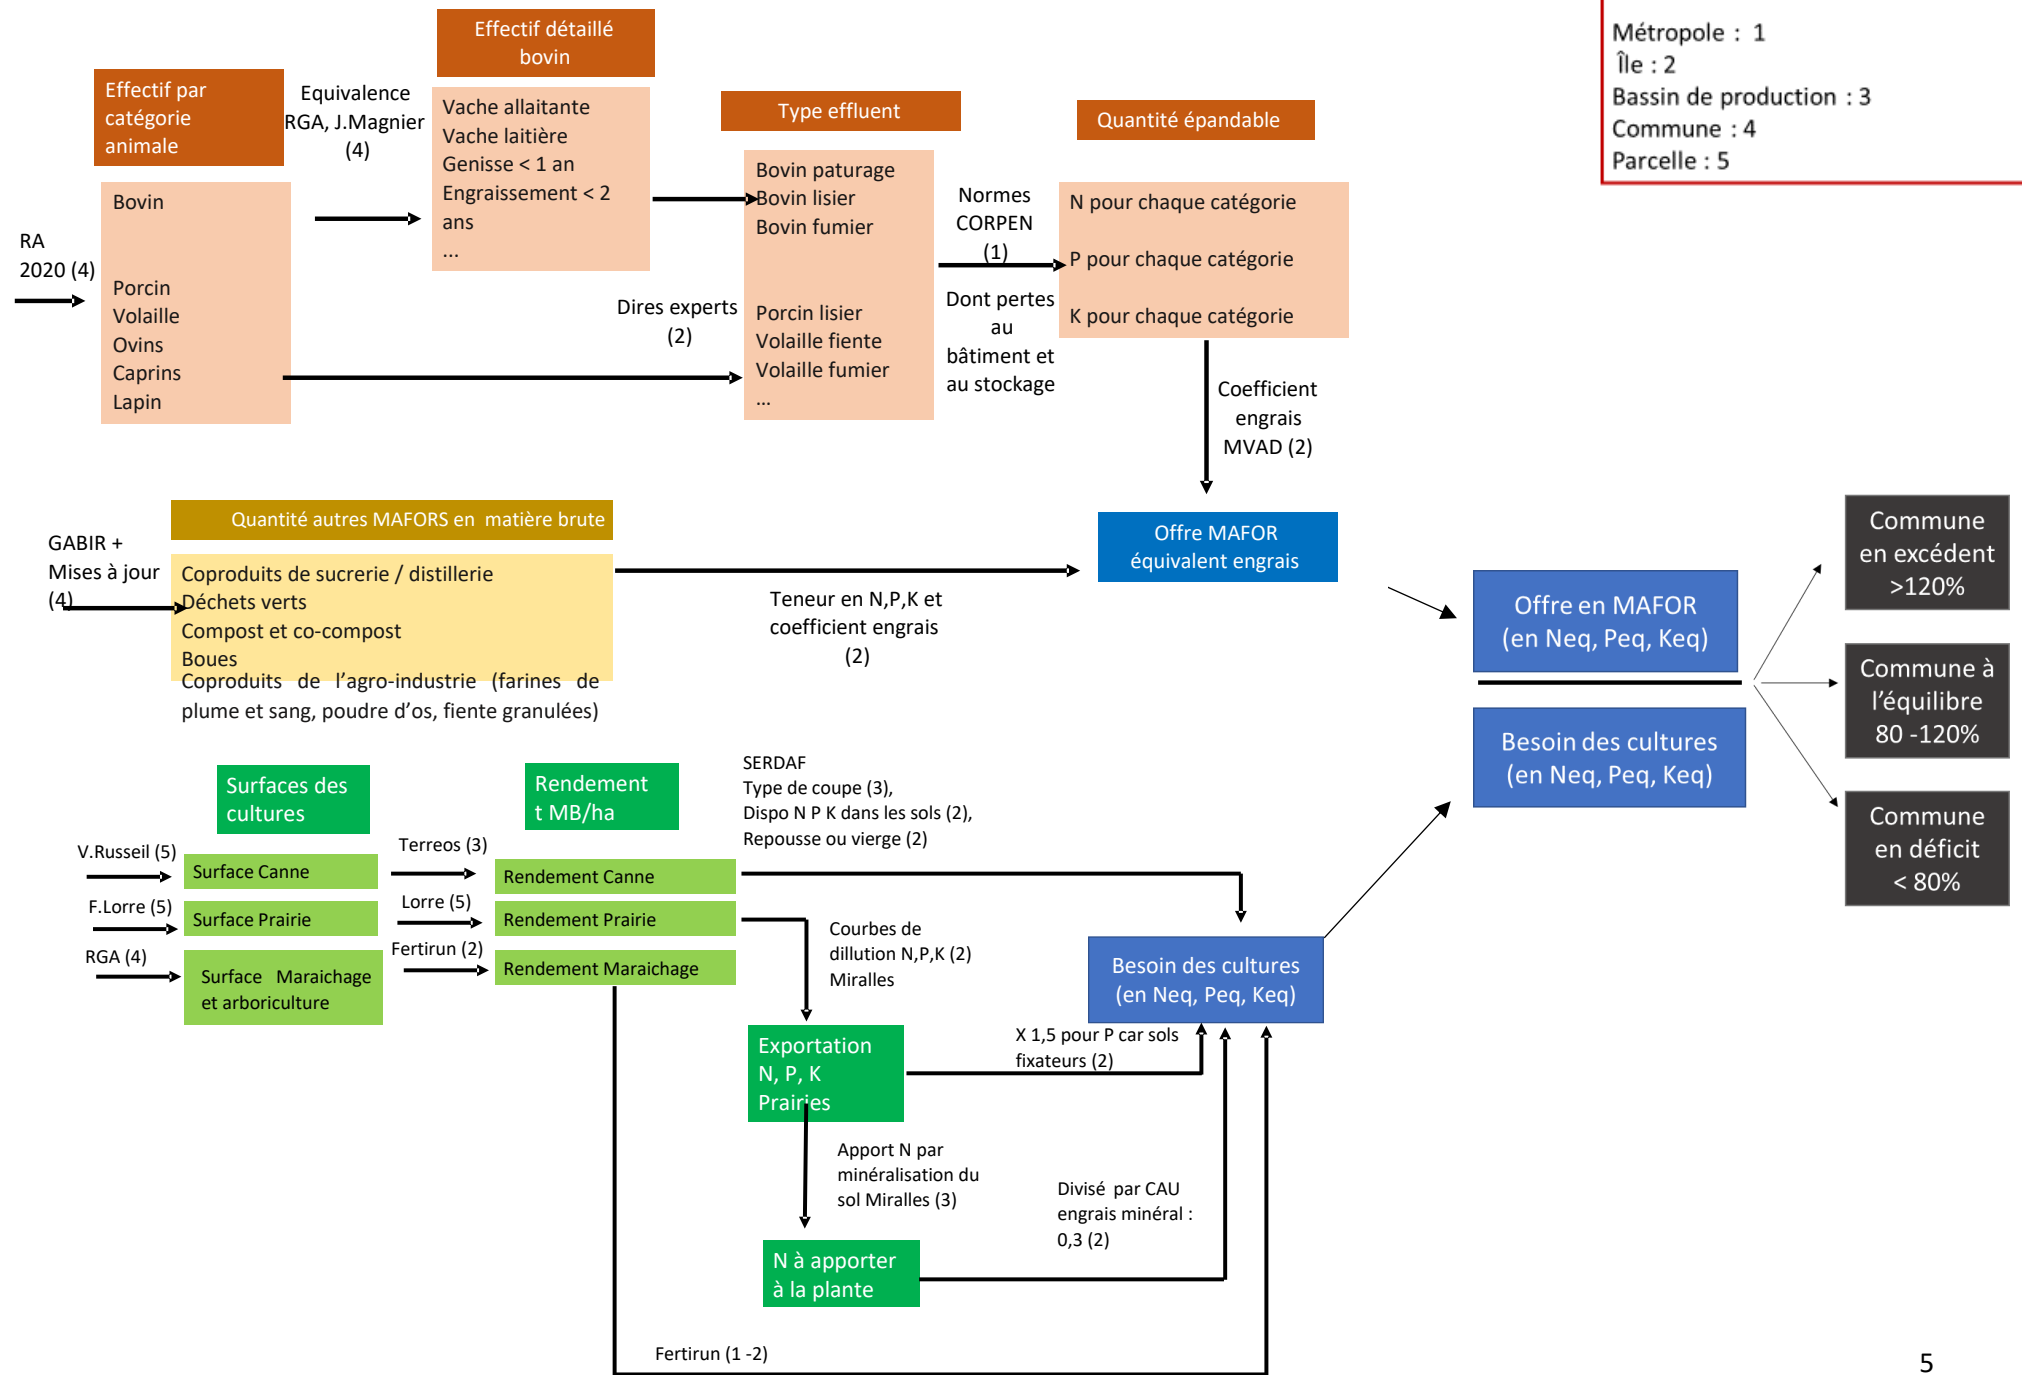 Métropole : 1
Île : 2
Bassin de production : 3
Commune : 4
Parcelle : 5
RA
2020 (4)
Effectif par
catégorie
animale
Bovin
Porcin
Volaille
Ovins
Caprins
Lapin
Equivalence
RGA, J.Magnier
(4)
Effectif détaillé
bovin
Vache allaitante
Vache laitière
Genisse < 1 an
Engraissement < 2
ans
...
Dires experts
(2)
Type effluent
Bovin paturage
Bovin lisier
Bovin fumier
Porcin lisier
Volaille fiente
Volaille fumier
...
Normes
CORPEN
(1)
Dont pertes
au
bâtiment et
au stockage
Quantité épandable
N pour chaque catégorie
P pour chaque catégorie
K pour chaque catégorie
Coefficient
engrais
MVAD (2)
GABIR +
Mises à jour
(4)
Quantité autres MAFORS en matière brute
Coproduits de sucrerie / distillerie
Déchets verts
Compost et co-compost
Boues
Coproduits de l'agro-industrie (farines de
plume et sang, poudre d'os, fiente granulées)
Teneur en N,P,K et
coefficient engrais
(2)
Offre MAFOR
équivalent engrais
Offre en MAFOR
(en Neq, Peq, Keq)
Besoin des cultures
(en Neq, Peq, Keq)
Commune
en excédent
>120%
Commune à
l'équilibre
80 -120%
Commune
en déficit
< 80%
Surfaces des
cultures
Rendement
t MB/ha
V.Russeil (5)
Surface Canne
Terreos (3)
Rendement Canne
F.Lorre (5)
Surface Prairie
Lorre (5)
Rendement Prairie
RGA (4)
Surface Maraichage
et arboriculture
Fertirun (2)
Rendement Maraichage
SERDAF
Type de coupe (3),
Dispo N P K dans les sols (2),
Repousse ou vierge (2)
Courbes de
dillution N,P,K (2)
Miralles
Besoin des cultures
(en Neq, Peq, Keq)
Exportation
N, P, K
Prairies
X 1,5 pour P car sols
fixateurs (2)
Apport N par
minéralisation du
sol Miralles (3)
Divisé par CAU
engrais minéral :
0,3 (2)
N à apporter
à la plante
Fertirun (1 -2)
5